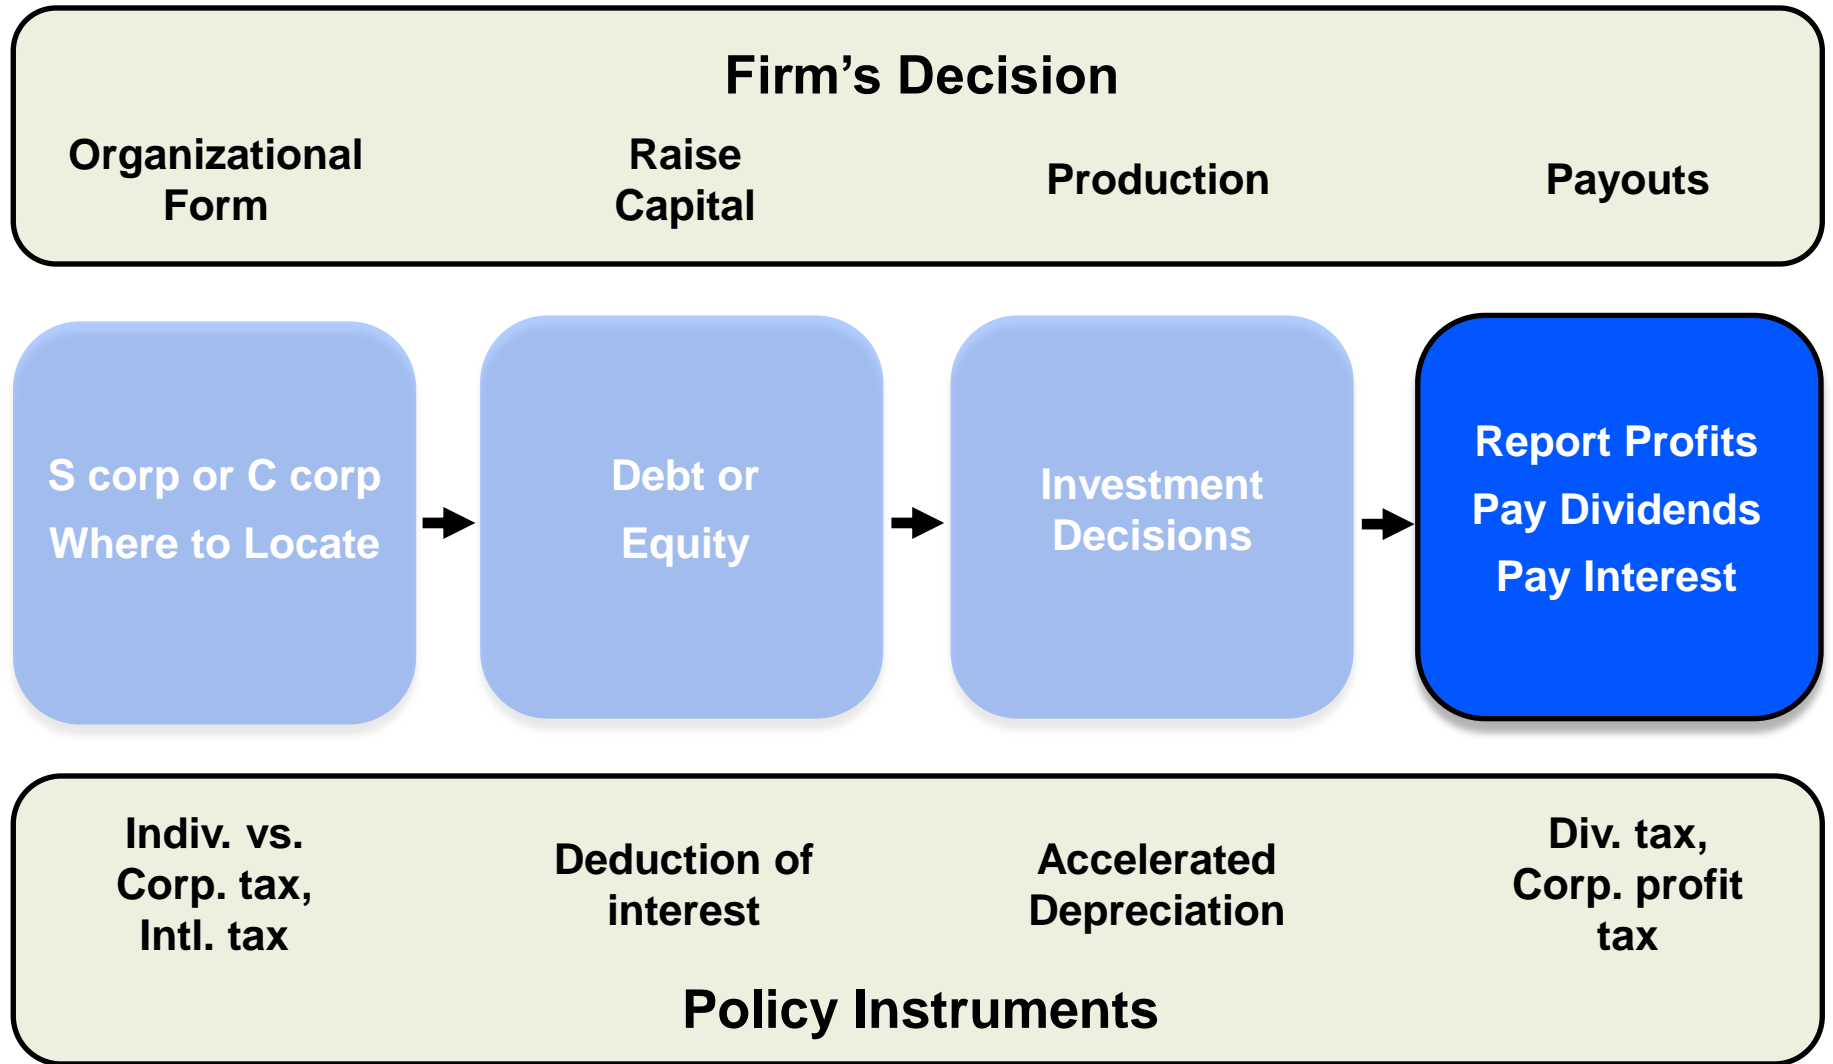 Firm’s Decision
Organizational
Form
Raise
Capital
Production
Payouts
S corp or C corp
Where to Locate
Debt or
Equity
Investment
Decisions
Report Profits
Pay Dividends
Pay Interest
Indiv. vs.
Corp. tax,
Intl. tax
Deduction of
interest
Accelerated
Depreciation
Div. tax,
Corp. profit
tax
Policy Instruments